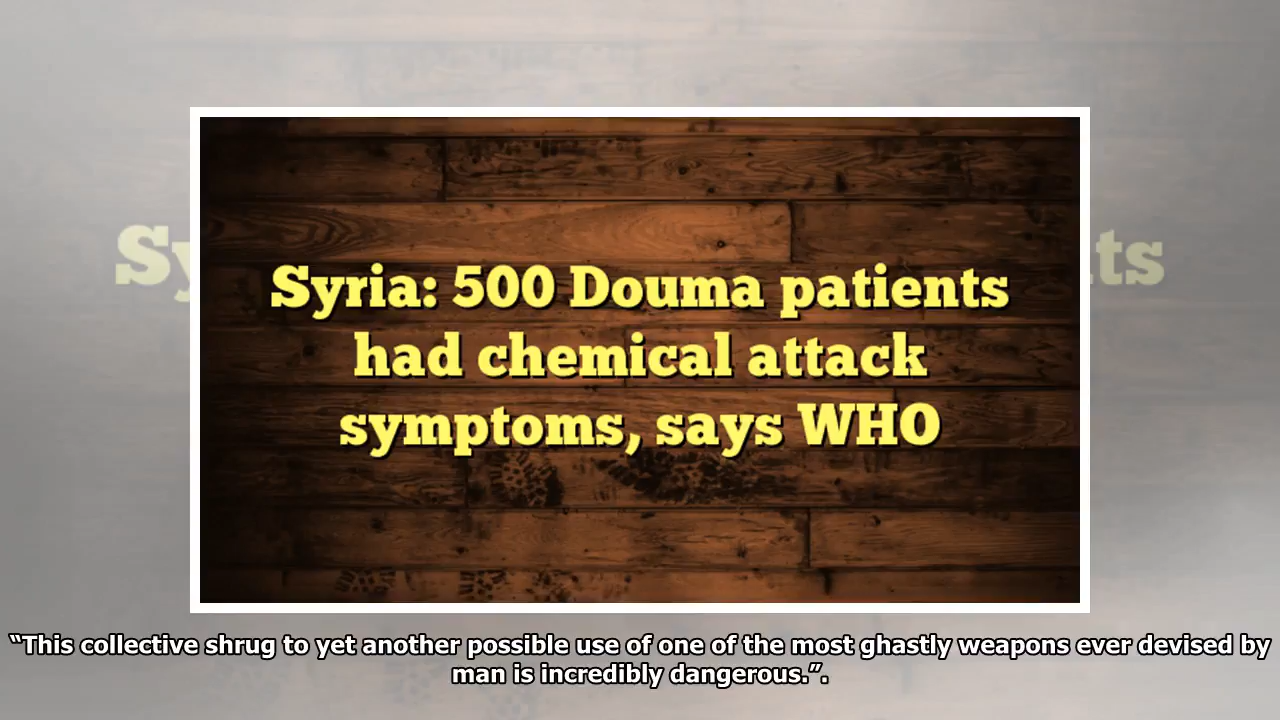 Syria: 500 Douma patients
had chemical attack
symptoms, says WHO
“This collective shrug to yet another possible use of one of the most ghastly weapons ever devised by
man is incredibly dangerous.”.